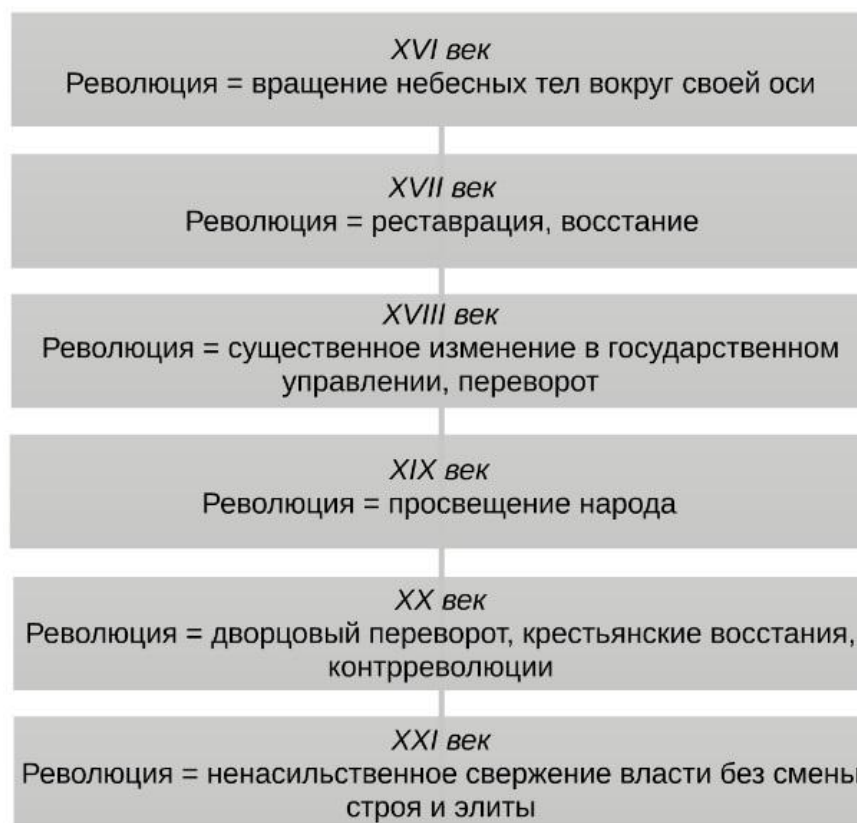 XVI век
Революция = вращение небесных тел вокруг своей оси
XVII век
Революция = реставрация, восстание
XVIII век
Революция = существенное изменение в государственном
управлении, переворот
XIX век
Революция = просвещение народа
XX век
Революция = дворцовый переворот, крестьянские восстания,
контрреволюции
XXI век
Революция = ненасильственное свержение власти без смены
строя и элиты